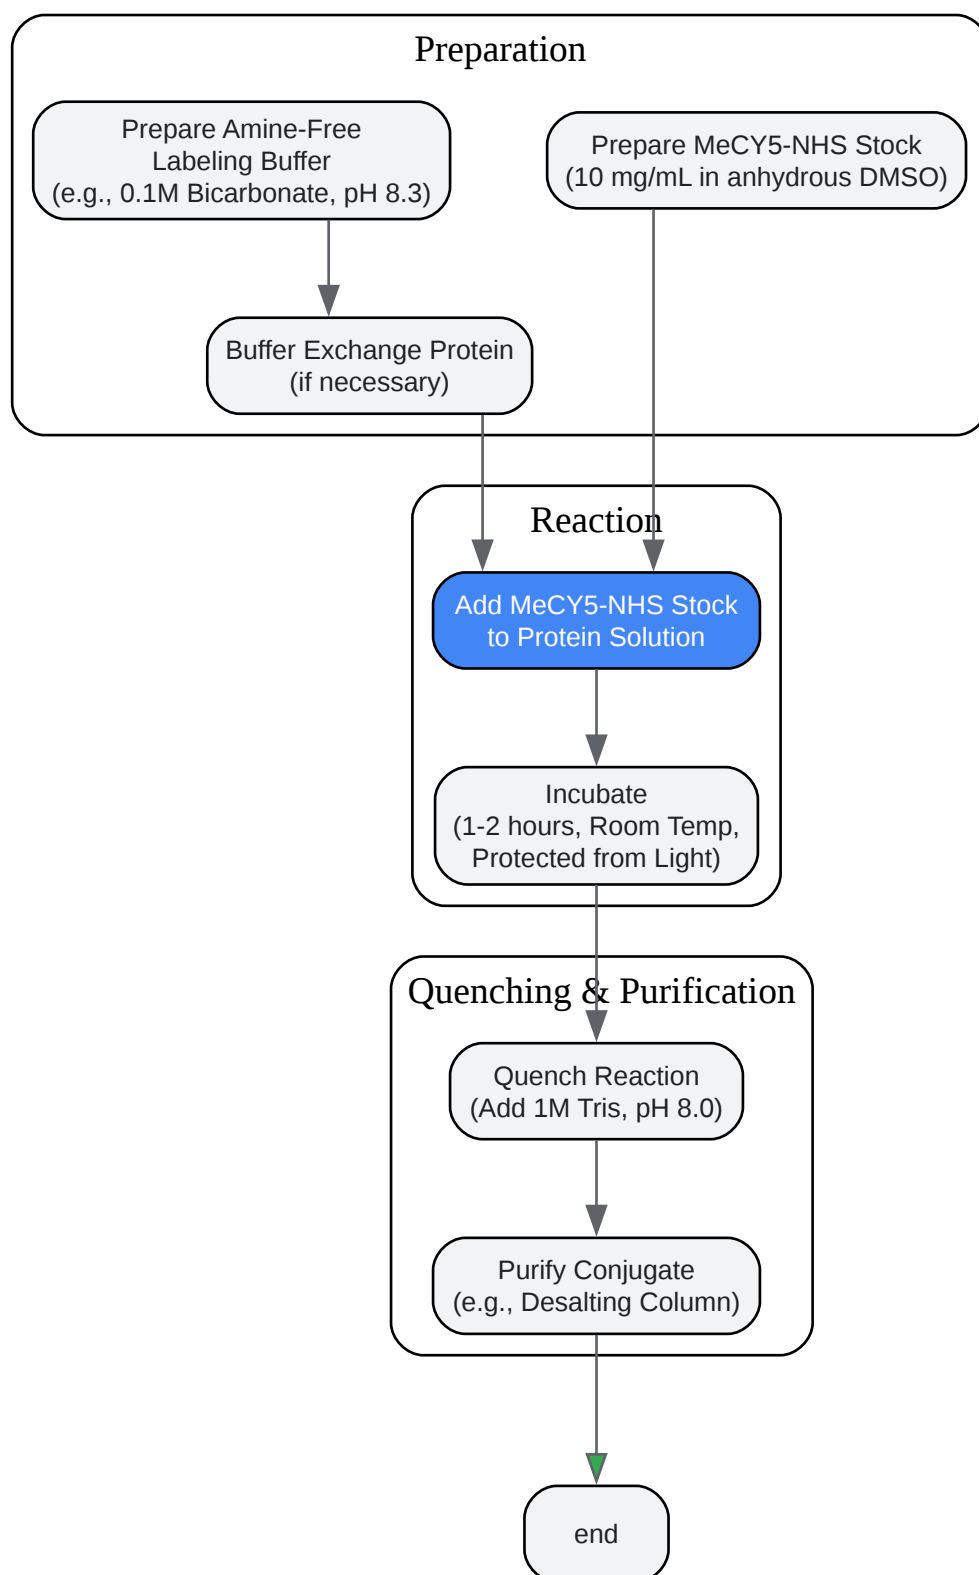 Preparation
Prepare Amine-Free
Labeling Buffer
(e.g., 0.1M Bicarbonate, pH 8.3)
Prepare MeCY5-NHS Stock
(10 mg/mL in anhydrous DMSO)
Buffer Exchange Protein
(if necessary)
Reaction
Add MeCY5-NHS Stock
to Protein Solution
Incubate
(1-2 hours, Room Temp,
Protected from Light)
Quenching & Purification
Quench Reaction
(Add 1M Tris, pH 8.0)
Purify Conjugate
(e.g., Desalting Column)
end